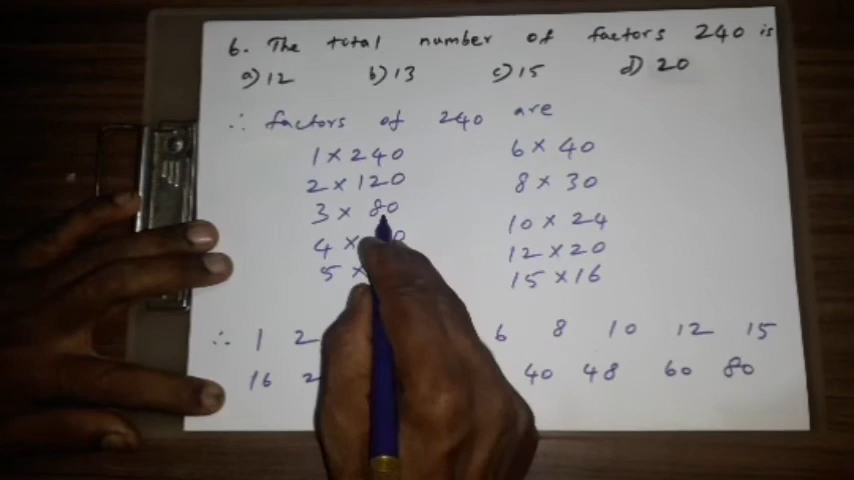 6. The total number of factors 240 is
a) 12 b) 13 c) 15 d) 20
∴ factors of 240 are
1 × 240 6 × 40
2 × 120 8 × 30
3 × 80 10 × 24
4 × 12 × 20
5 × 15 × 16
∴ 1 2 6 8 10 12 15
16 40 48 60 80